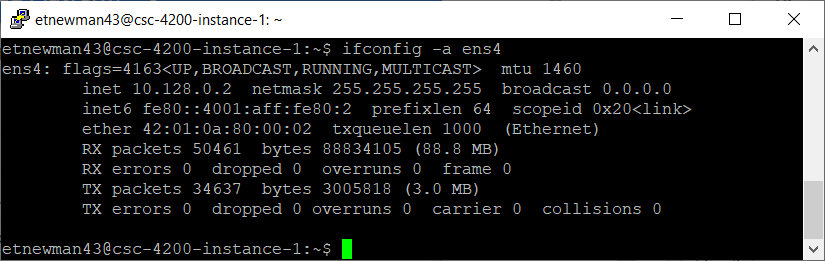 etnewman43@csc-4200-instance-1: ~
etnewman43@csc-4200-instance-1:~$ ifconfig -a ens4
ens4: flags=4163<UP,BROADCAST,RUNNING,MULTICAST>  mtu 1460
        inet 10.128.0.2  netmask 255.255.255.255  broadcast 0.0.0.0
        inet6 fe80::4001:aff:fe80:2  prefixlen 64  scopeid 0x20<link>
        ether 42:01:0a:80:00:02  txqueuelen 1000  (Ethernet)
        RX packets 50461  bytes 88834105 (88.8 MB)
        RX errors 0  dropped 0  overruns 0  frame 0
        TX packets 34637  bytes 3005818 (3.0 MB)
        TX errors 0  dropped 0 overruns 0  carrier 0  collisions 0
etnewman43@csc-4200-instance-1:~$